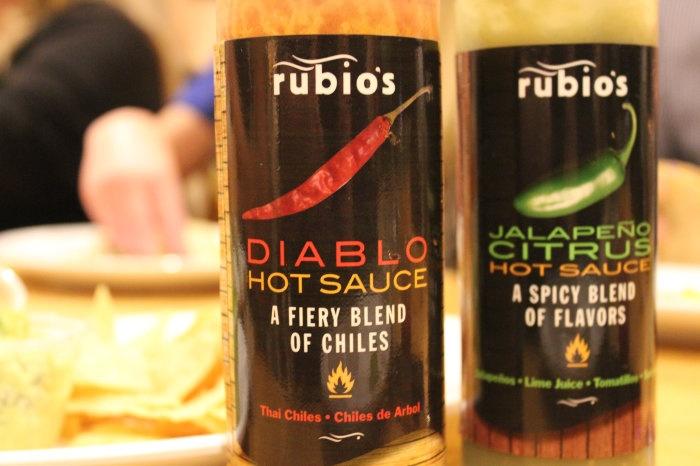 rubio's
DIABLO
HOT SAUCE
A FIERY BLEND
OF CHILES
Thai Chiles • Chiles de Arbol
rubio's
JALAPEÑO
CITRUS
HOT SAUCE
A SPICY BLEND
OF FLAVORS
Jalapeños • Lime Juice • Tomatillos •